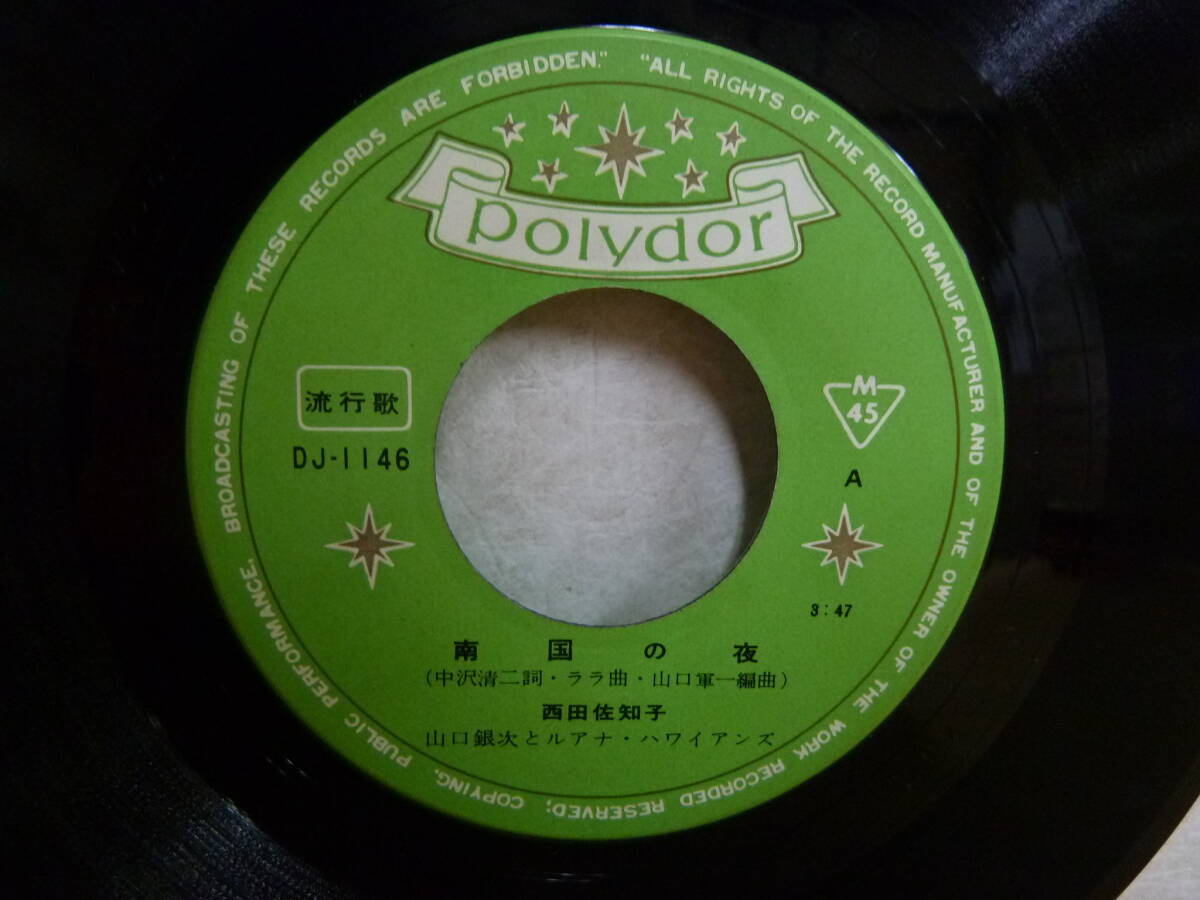 "ALL RIGHTS OF THE RECORD MANUFACTURER AND OF THE OWNER OF THE WORK RECORDED RESERVED; COPYING, PUBLIC PERFORMANCE, BROADCASTING OF THESE RECORDS ARE FORBIDDEN."
polydor
流行歌
DJ-1146
M
45
A
3:47
南国の夜
(中沢清二詞・ララ曲・山口軍一編曲)
西田佐知子
山口銀次とルアナ・ハワイアンズ